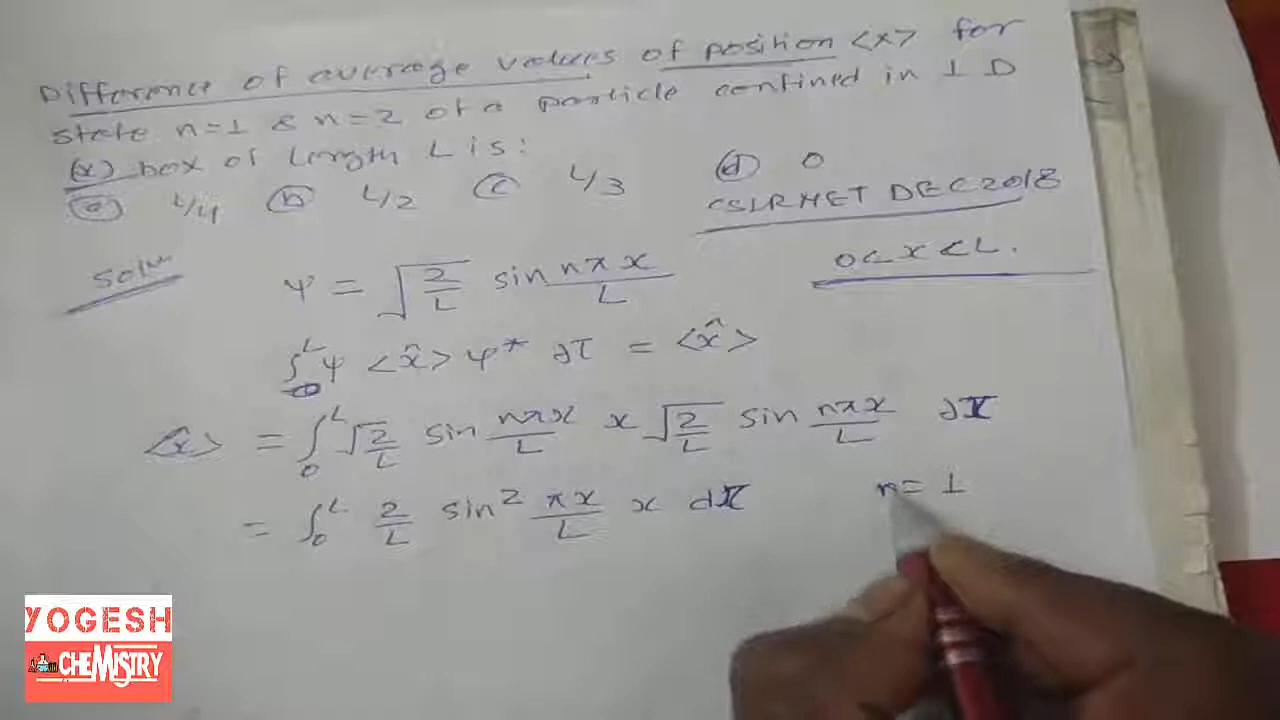 Difference of average values of position <x> for
state n=1 & n=2 of a particle confined in 1 D
(x) box of length L is:
(a) L/4 (b) L/2 (c) L/3 (d) 0
CSIR NET DEC 2018
Soln
0 < x < L.
ψ = √2/L sin nπx/L
∫₀ᴸ ψ <x̂> ψ* dτ = <x̂>
<x̂> = ∫₀ᴸ √2/L sin nπx/L x √2/L sin nπx/L dx
= ∫₀ᴸ 2/L sin² πx/L x dx n = 1
YOGESH
CHEMISTRY